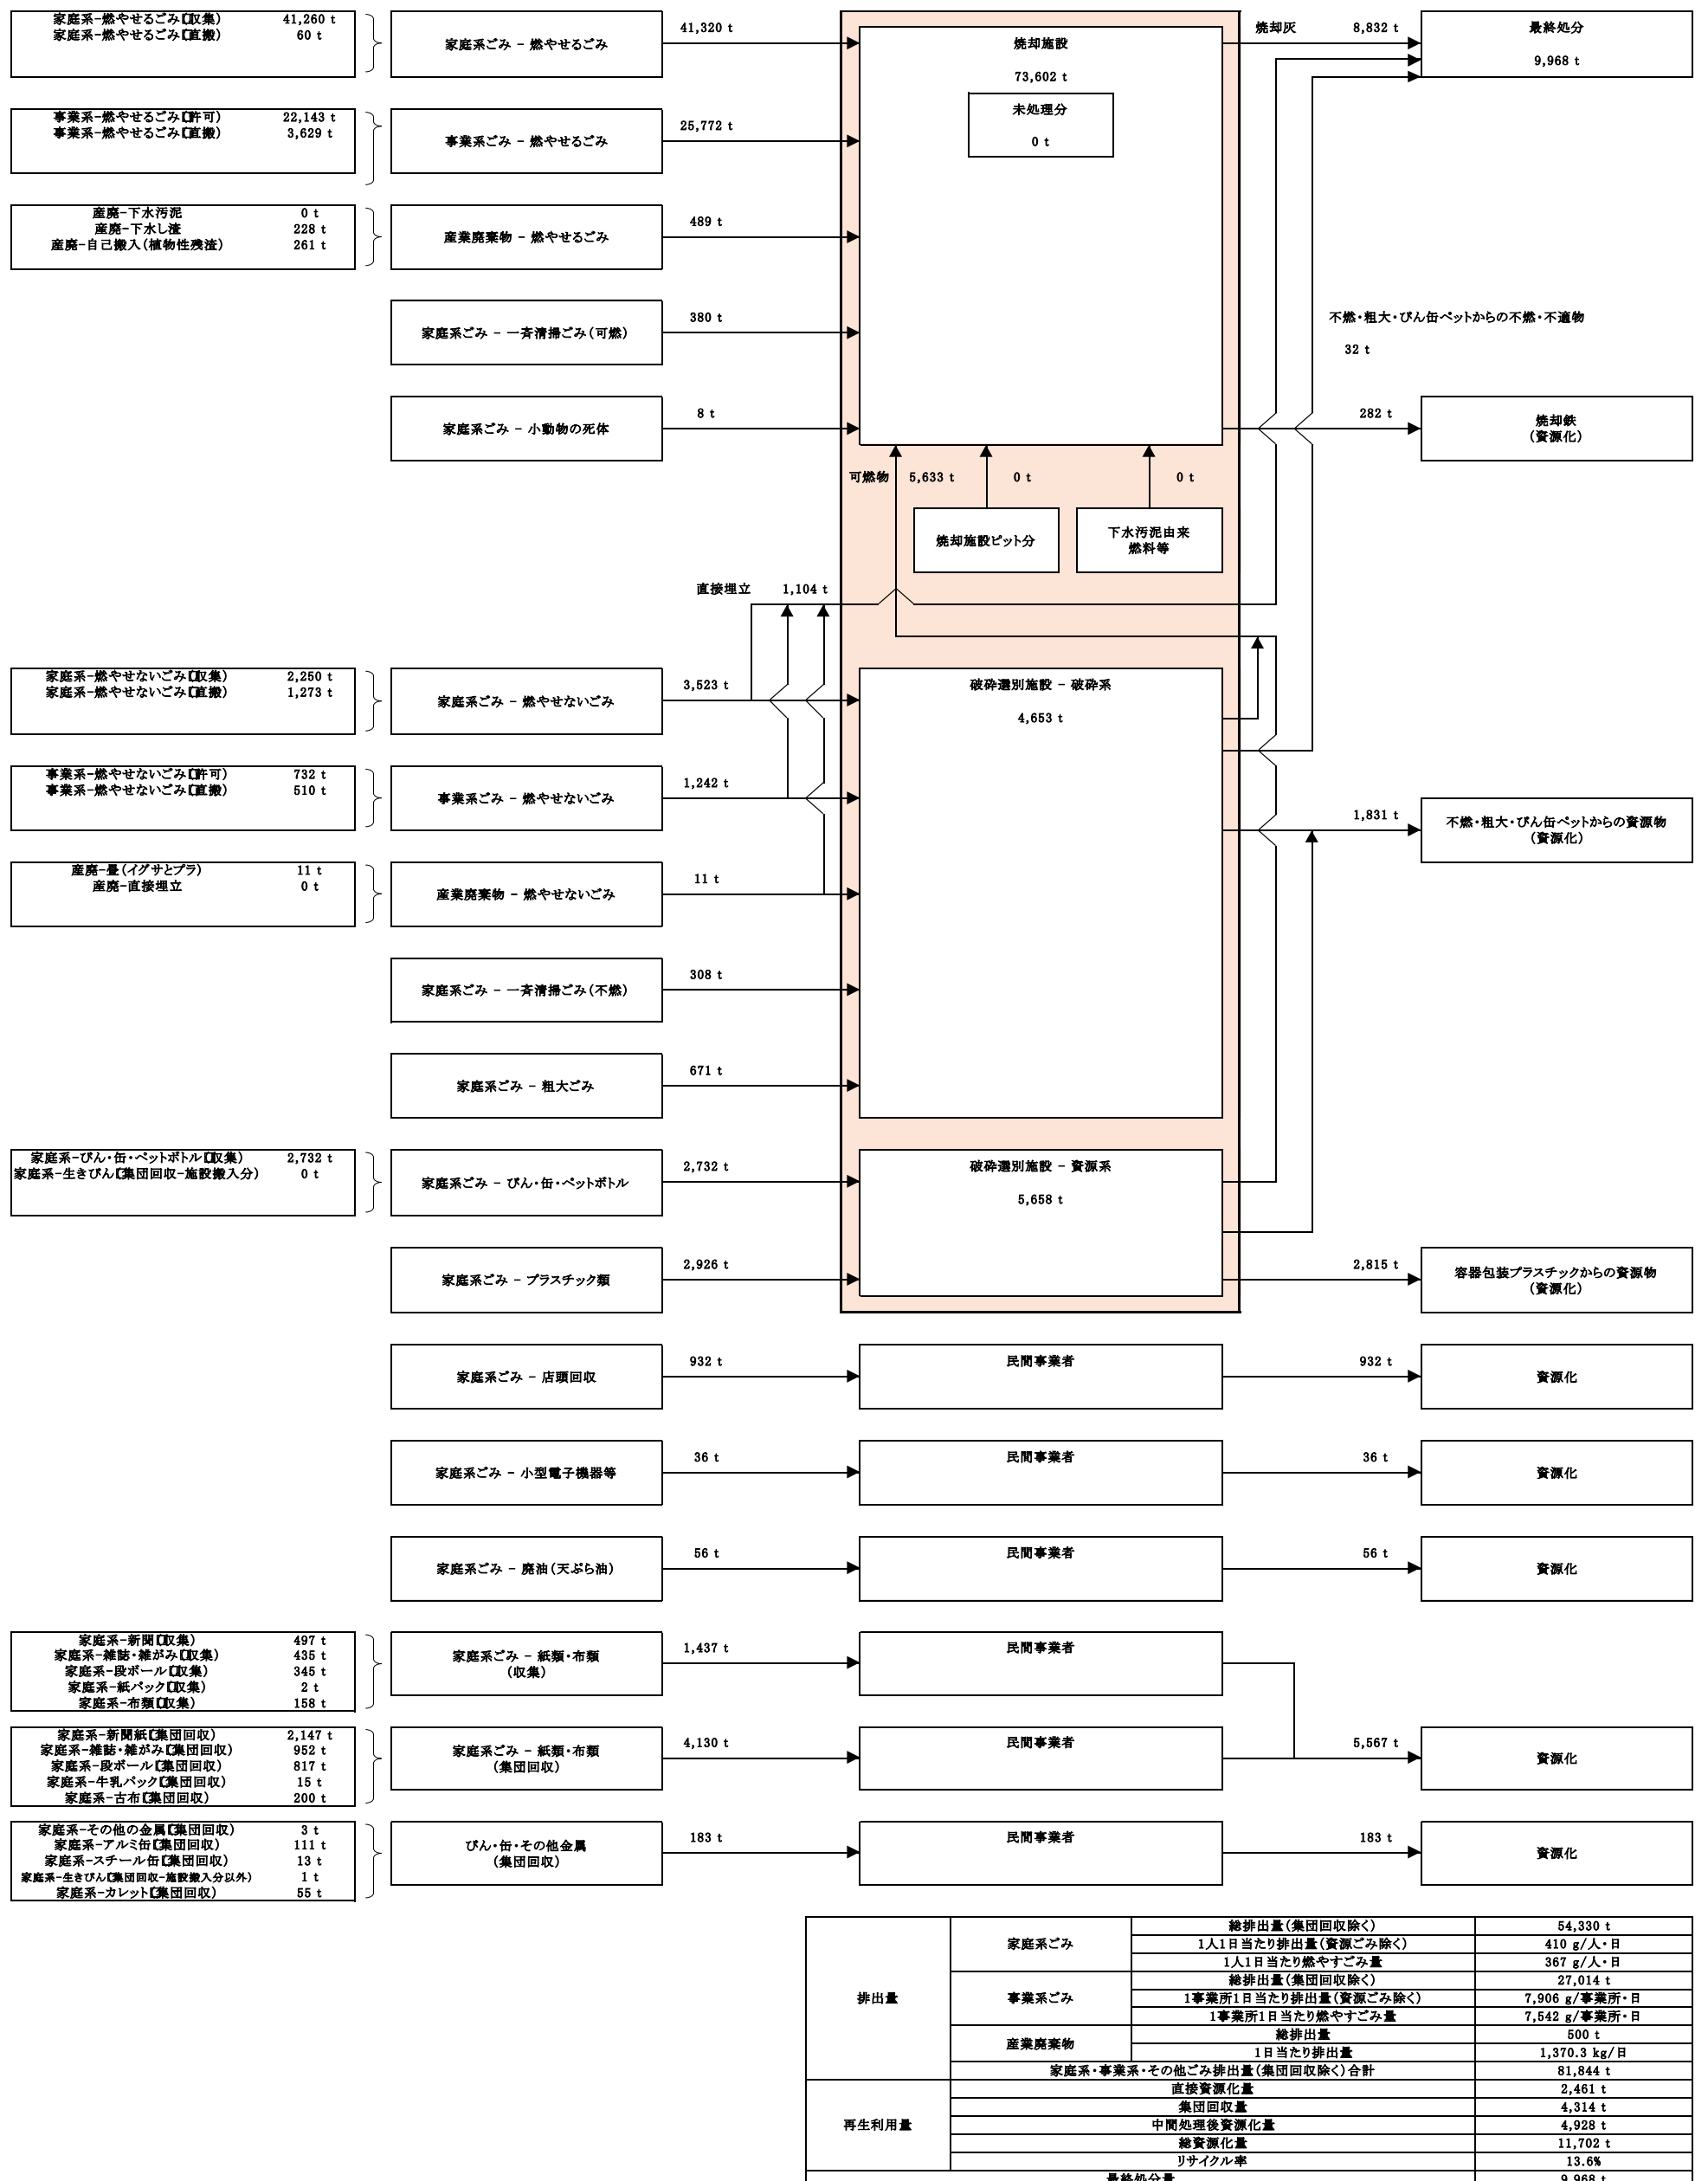 家庭系-燃やせるごみ〔収集） 41,260 t
家庭系-燃やせるごみ〔直搬） 60 t
家庭系ごみ − 燃やせるごみ
41,320 t
焼却施設
73,602 t
未処理分
0 t
焼却灰 8,832 t
最終処分
9,968 t
事業系-燃やせるごみ〔許可） 22,143 t
事業系-燃やせるごみ〔直搬） 3,629 t
事業系ごみ − 燃やせるごみ
25,772 t
産廃-下水汚泥 0 t
産廃-下水し渣 228 t
産廃-自己搬入（植物性残渣） 261 t
産業廃棄物 − 燃やせるごみ
489 t
家庭系ごみ − 一斉清掃ごみ（可燃）
380 t
不燃・粗大・びん缶ペットからの不燃・不適物
32 t
家庭系ごみ − 小動物の死体
8 t
282 t
焼却鉄
（資源化）
可燃物 5,633 t 0 t 0 t
焼却施設ピット分
下水汚泥由来
燃料等
直接埋立 1,104 t
家庭系-燃やせないごみ〔収集） 2,250 t
家庭系-燃やせないごみ〔直搬） 1,273 t
家庭系ごみ − 燃やせないごみ
3,523 t
破砕選別施設 − 破砕系
4,653 t
事業系-燃やせないごみ〔許可） 732 t
事業系-燃やせないごみ〔直搬） 510 t
事業系ごみ − 燃やせないごみ
1,242 t
1,831 t
不燃・粗大・びん缶ペットからの資源物
（資源化）
産廃-畳（イグサとプラ） 11 t
産廃-直接埋立 0 t
産業廃棄物 − 燃やせないごみ
11 t
家庭系ごみ − 一斉清掃ごみ（不燃）
308 t
家庭系ごみ − 粗大ごみ
671 t
家庭系-びん・缶・ペットボトル〔収集） 2,732 t
家庭系-生きびん〔集団回収-施設搬入分） 0 t
家庭系ごみ − びん・缶・ペットボトル
2,732 t
破砕選別施設 − 資源系
5,658 t
家庭系ごみ − プラスチック類
2,926 t
2,815 t
容器包装プラスチックからの資源物
（資源化）
家庭系ごみ − 店頭回収
932 t
民間事業者
932 t
資源化
家庭系ごみ − 小型電子機器等
36 t
民間事業者
36 t
資源化
家庭系ごみ − 廃油（天ぷら油）
56 t
民間事業者
56 t
資源化
家庭系-新聞〔収集） 497 t
家庭系-雑誌・雑がみ〔収集） 435 t
家庭系-段ボール〔収集） 345 t
家庭系-紙パック〔収集） 2 t
家庭系-布類〔収集） 158 t
家庭系ごみ − 紙類・布類
（収集）
1,437 t
民間事業者
家庭系-新聞紙〔集団回収） 2,147 t
家庭系-雑誌・雑がみ〔集団回収） 952 t
家庭系-段ボール〔集団回収） 817 t
家庭系-牛乳パック〔集団回収） 15 t
家庭系-古布〔集団回収） 200 t
家庭系ごみ − 紙類・布類
（集団回収）
4,130 t
民間事業者
5,567 t
資源化
家庭系-その他の金属〔集団回収） 3 t
家庭系-アルミ缶〔集団回収） 111 t
家庭系-スチール缶〔集団回収） 13 t
家庭系-生きびん〔集団回収-施設搬入分以外） 1 t
家庭系-カレット〔集団回収） 55 t
びん・缶・その他金属
（集団回収）
183 t
民間事業者
183 t
資源化
排出量
家庭系ごみ
総排出量（集団回収除く） 54,330 t
1人1日当たり排出量（資源ごみ除く） 410 g/人・日
1人1日当たり燃やすごみ量 367 g/人・日
事業系ごみ
総排出量（集団回収除く） 27,014 t
1事業所1日当たり排出量（資源ごみ除く） 7,906 g/事業所・日
1事業所1日当たり燃やすごみ量 7,542 g/事業所・日
産業廃棄物
総排出量 500 t
1日当たり排出量 1,370.3 kg/日
家庭系・事業系・その他ごみ排出量（集団回収除く）合計 81,844 t
再生利用量
直接資源化量 2,461 t
集団回収量 4,314 t
中間処理後資源化量 4,928 t
総資源化量 11,702 t
リサイクル率 13.6%
最終処分量 9,968 t